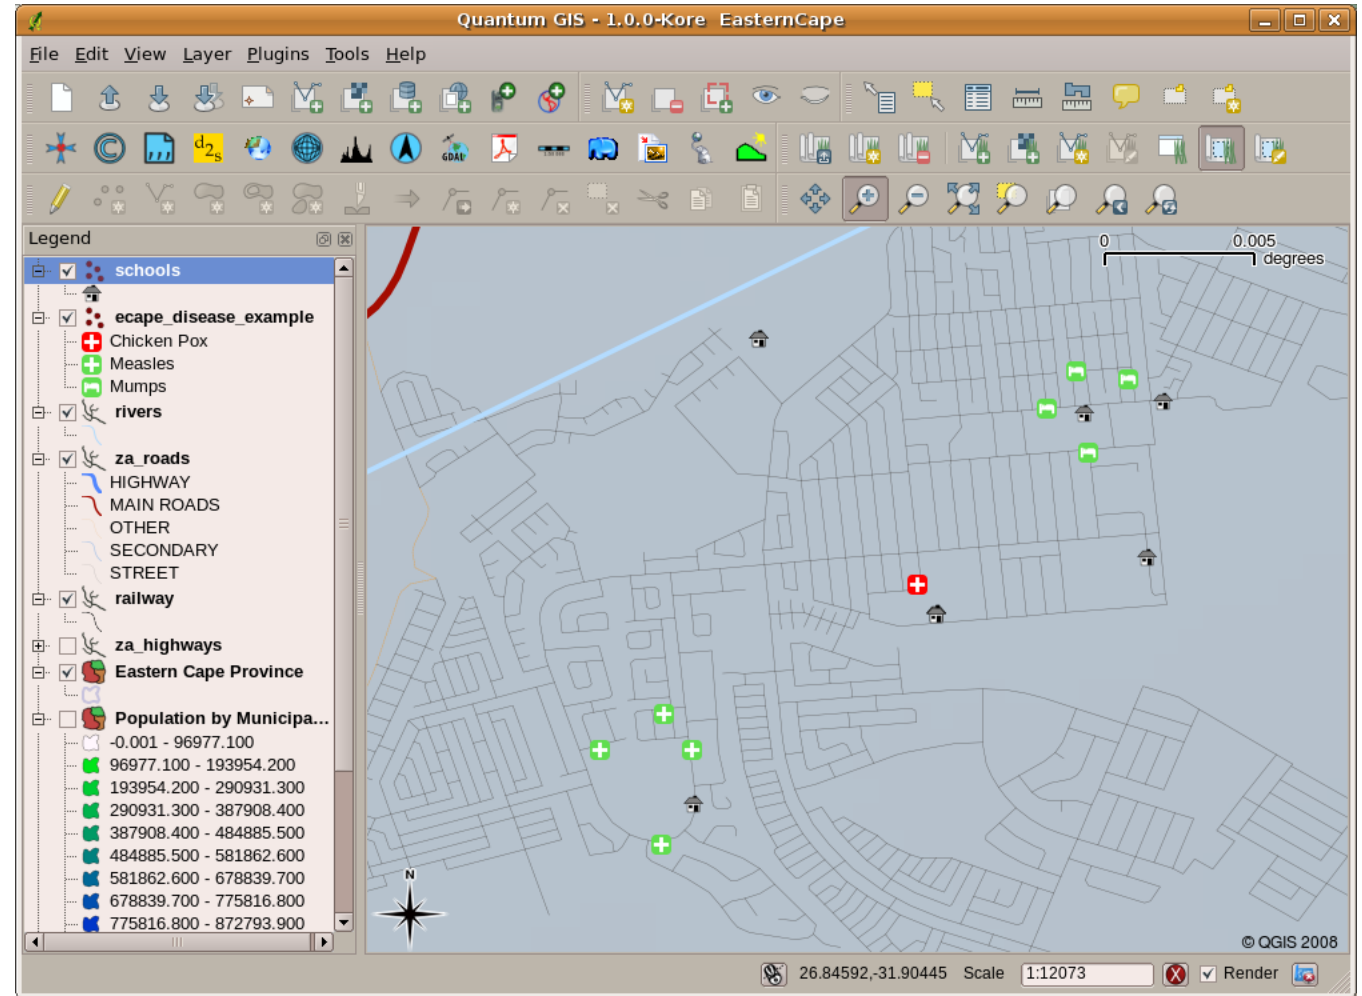 Quantum GIS - 1.0.0-Kore  EasternCape
File Edit View Layer Plugins Tools Help
d2s
GDAL
Legend
schools
ecape_disease_example
Chicken Pox
Measles
Mumps
rivers
za_roads
HIGHWAY
MAIN ROADS
OTHER
SECONDARY
STREET
railway
za_highways
Eastern Cape Province
Population by Municipa...
-0.001 - 96977.100
96977.100 - 193954.200
193954.200 - 290931.300
290931.300 - 387908.400
387908.400 - 484885.500
484885.500 - 581862.600
581862.600 - 678839.700
678839.700 - 775816.800
775816.800 - 872793.900
0 0.005
degrees
N
© QGIS 2008
26.84592,-31.90445 Scale 1:12073 Render